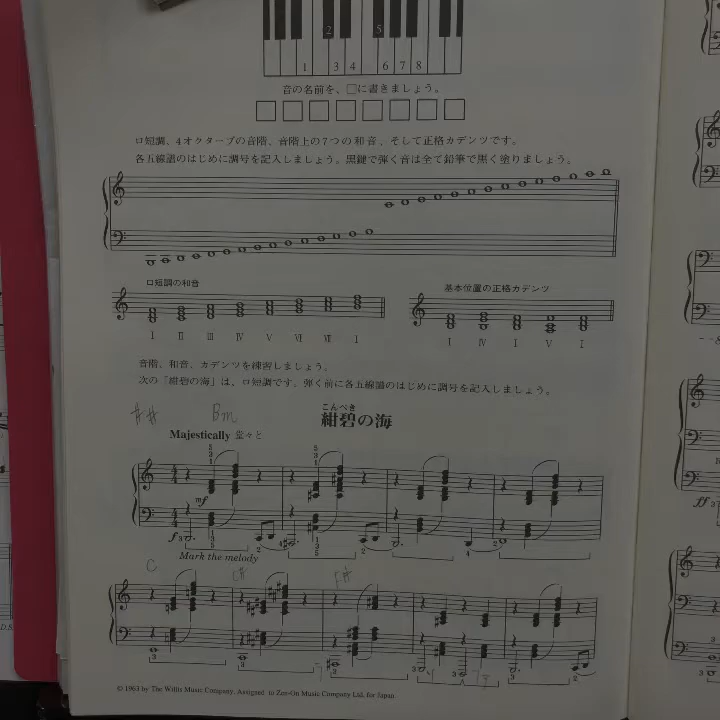 2 5
1 3 4 6 7 8
音の名前を、□に書きましょう。
ロ短調、4オクターブの音階、音階上の7つの和音、そして正格カデンツです。
各五線譜のはじめに調号を記入しましょう。黒鍵で弾く音は全て鉛筆で黒く塗りましょう。
ロ短調の和音
基本位置の正格カデンツ
I II III IV V VI VII I
I IV I V I
音階、和音、カデンツを練習しましょう。
次の「紺碧の海」は、ロ短調です。弾く前に各五線譜のはじめに調号を記入しましょう。
## Bm
こんぺき
紺碧の海
Majestically 堂々と
mf
f
Mark the melody
C C# F#
ff
© 1963 by The Willis Music Company. Assigned to Zen-On Music Company Ltd. for Japan
D.S.